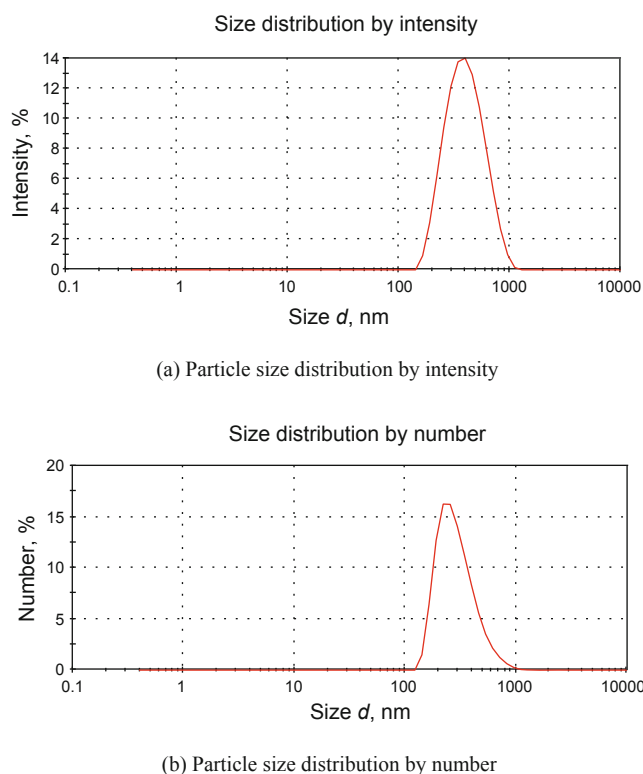 Size distribution by intensity
14
12
10
8
6
4
2
0
Intensity, %
0.1 1 10 100 1000 10000
Size d, nm
(a) Particle size distribution by intensity
Size distribution by number
20
15
10
5
0
Number, %
0.1 1 10 100 1000 10000
Size d, nm
(b) Particle size distribution by number